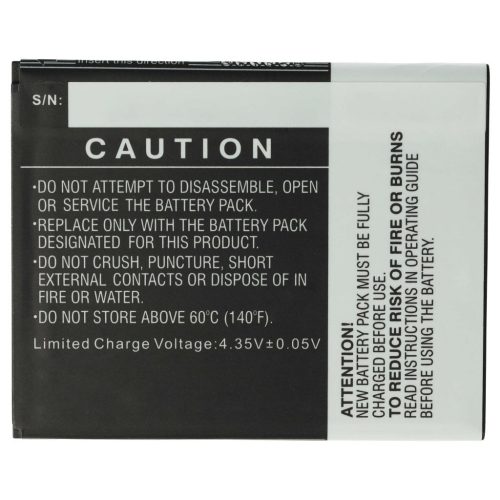 Insert this direction
S/N:
CAUTION
•DO NOT ATTEMPT TO DISASSEMBLE, OPEN
OR SERVICE THE BATTERY PACK.
•REPLACE ONLY WITH THE BATTERY PACK
DESIGNATED FOR THIS PRODUCT.
•DO NOT CRUSH, PUNCTURE, SHORT
EXTERNAL CONTACTS OR DISPOSE OF IN
FIRE OR WATER.
•DO NOT STORE ABOVE 60℃ (140℉).
Limited Charge Voltage:4.35V±0.05V
ATTENTION!
NEW BATTERY PACK MUST BE FULLY
CHARGED BEFORE USE.
TO REDUCE RISK OF FIRE OR BURNS
READ INSTRUCTIONS IN OPERATING GUIDE
BEFORE USING THE BATTERY.